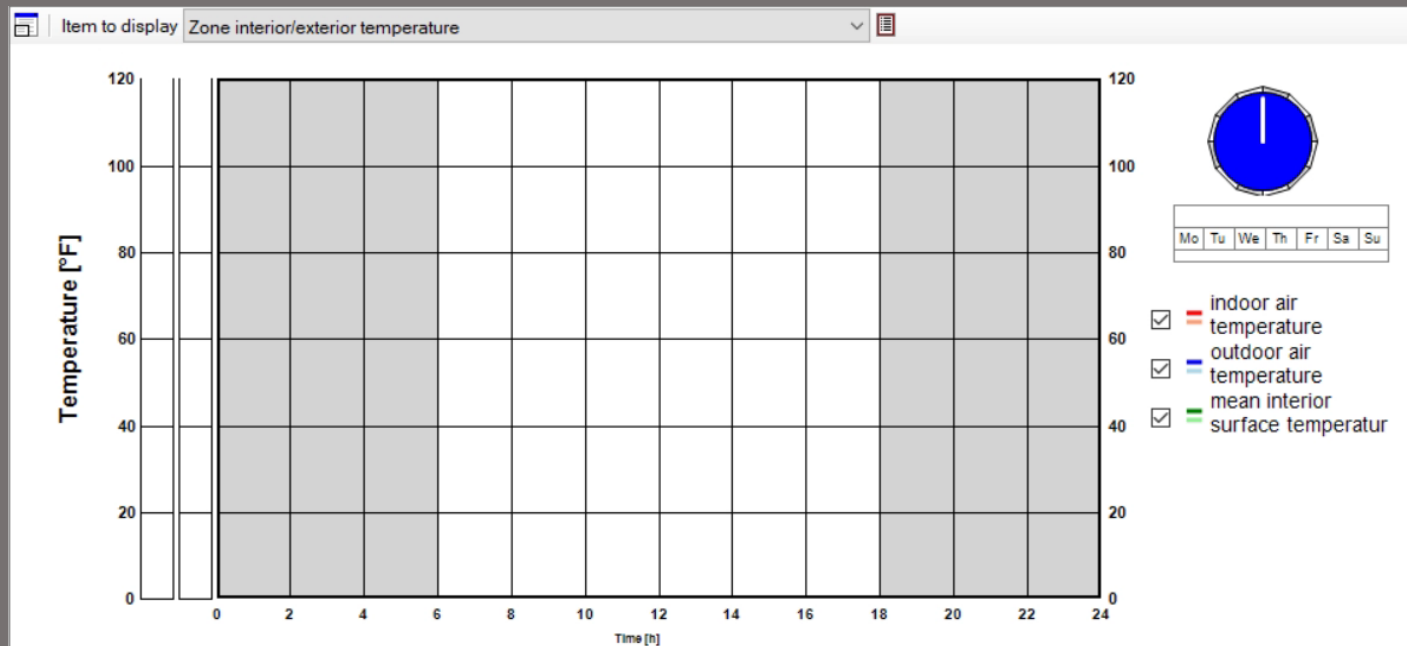 Item to display Zone interior/exterior temperature
120 120
100 100
80 80
60 60
40 40
20 20
0 0
Temperature [°F]
0 2 4 6 8 10 12 14 16 18 20 22 24
Time [h]
Mo Tu We Th Fr Sa Su
indoor air
temperature
outdoor air
temperature
mean interior
surface temperatur